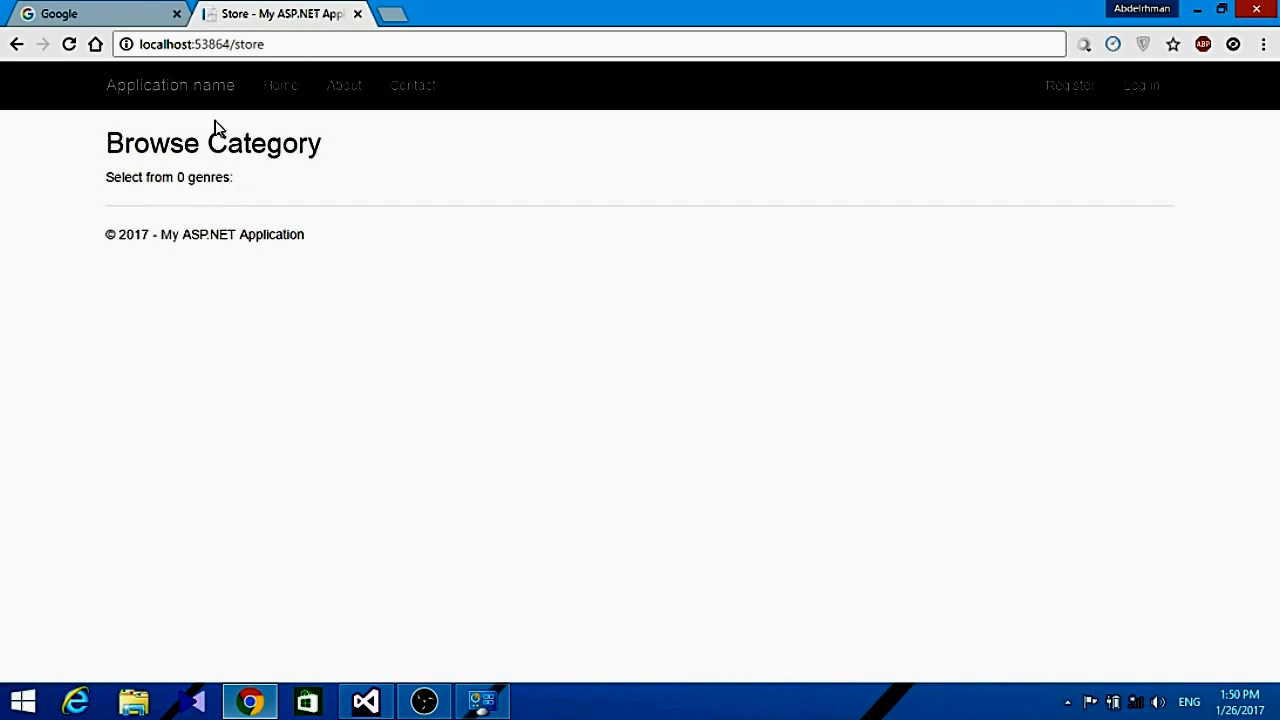 Google
Store - My ASP.NET Appl
Abdelrhman
localhost:53864/store
ABP
Application name Home About Contact Register Log in
Browse Category
Select from 0 genres:
© 2017 - My ASP.NET Application
ENG
1:50 PM
1/26/2017